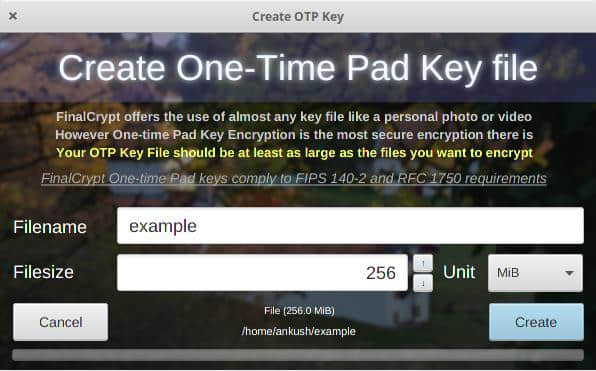 Create OTP Key
Create One-Time Pad Key file
FinalCrypt offers the use of almost any key file like a personal photo or video
However One-time Pad Key Encryption is the most secure encryption there is
Your OTP Key File should be at least as large as the files you want to encrypt
FinalCrypt One-time Pad keys comply to FIPS 140-2 and RFC 1750 requirements
Filename example
Filesize 256 Unit MiB
Cancel File (256.0 MiB) Create
/home/ankush/example